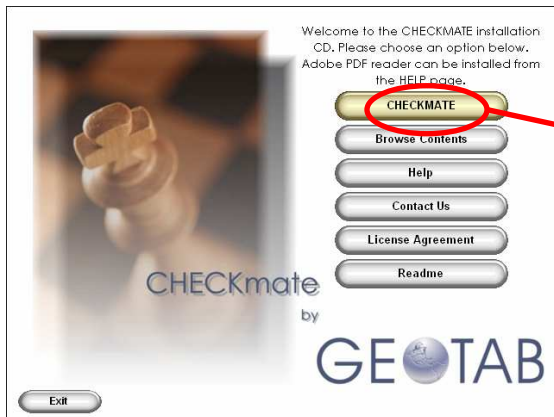 Welcome to the CHECKMATE installation
CD. Please choose an option below.
Adobe PDF reader can be installed from
the HELP page.
CHECKMATE
Browse Contents
Help
Contact Us
License Agreement
Readme
CHECKmate
by
GEOTAB
Exit